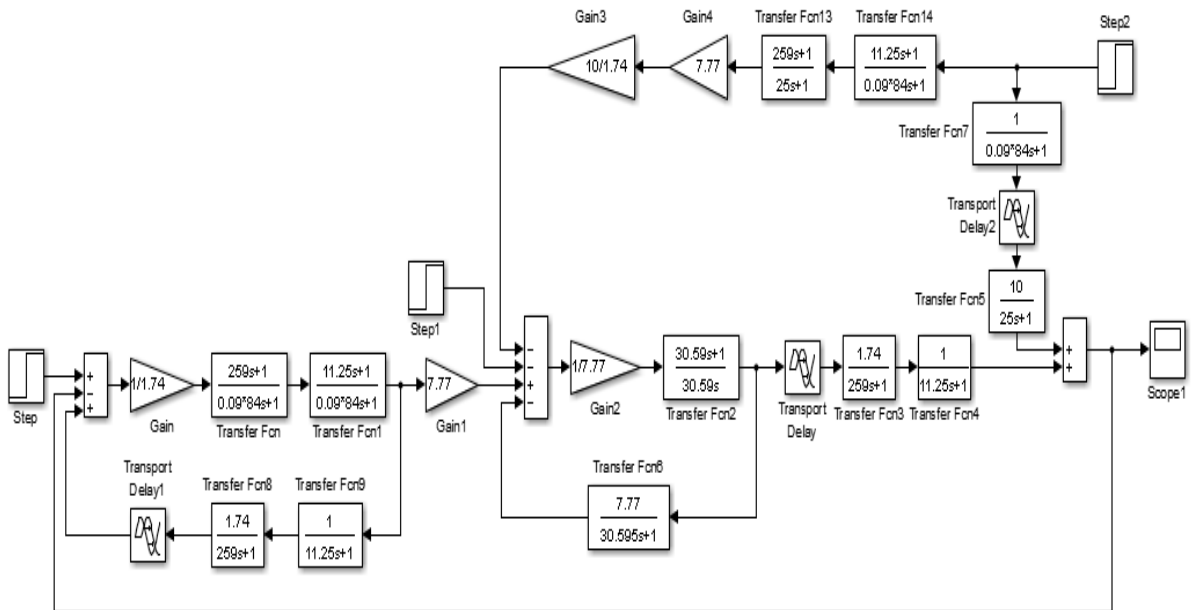 Gain3
Gain4
Transfer Fcn13
Transfer Fcn14
Step2
10/1.74
7.77
259s+1
25s+1
11.25s+1
0.09*84s+1
Transfer Fcn7
1
0.09*84s+1
Transport
Delay2
Transfer Fcn5
10
25s+1
Step1
Step
+
−
+
1/1.74
Gain
259s+1
0.09*84s+1
Transfer Fcn
11.25s+1
0.09*84s+1
Transfer Fcn1
7.77
Gain1
−
−
+
−
1/7.77
Gain2
30.59s+1
30.59s
Transfer Fcn2
Transport
Delay
1.74
259s+1
Transfer Fcn3
1
11.25s+1
Transfer Fcn4
+
+
Scope1
Transport
Delay1
Transfer Fcn8
1.74
259s+1
Transfer Fcn9
1
11.25s+1
Transfer Fcn6
7.77
30.595s+1